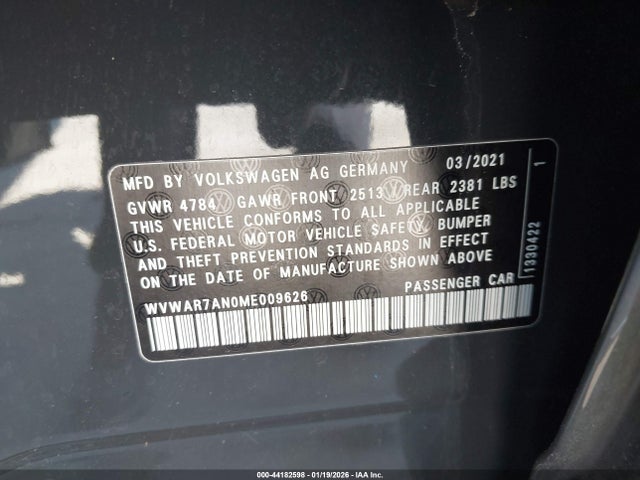 MFD BY VOLKSWAGEN AG GERMANY 03/2021
GVWR 4784 GAWR FRONT 2513 REAR 2381 LBS
THIS VEHICLE CONFORMS TO ALL APPLICABLE
U.S. FEDERAL MOTOR VEHICLE SAFETY, BUMPER
AND THEFT PREVENTION STANDARDS IN EFFECT
ON THE DATE OF MANUFACTURE SHOWN ABOVE
WVWAR7AN0ME009626 PASSENGER CAR
1330422 1
000-44182598 - 01/19/2026 - IAA Inc.